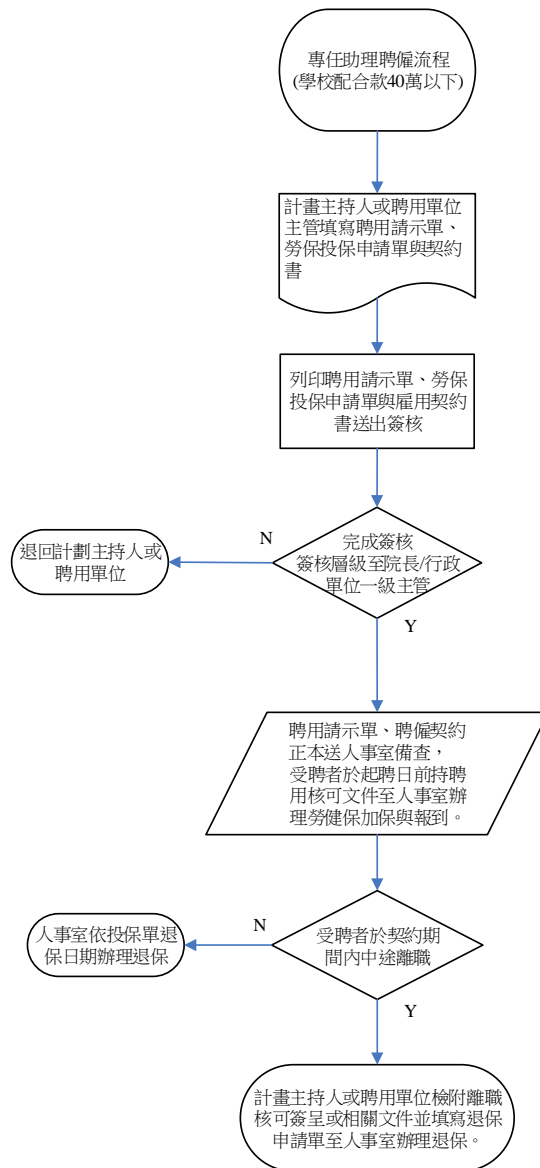 專任助理聘僱流程
(學校配合款40萬以下)
計畫主持人或聘用單位
主管填寫聘用請示單、
勞保投保申請單與契約
書
列印聘用請示單、勞保
投保申請單與雇用契約
書送出簽核
完成簽核
簽核層級至院長/行政
單位一級主管
N
退回計劃主持人或
聘用單位
Y
聘用請示單、聘僱契約
正本送人事室備查，
受聘者於起聘日前持聘
用核可文件至人事室辦
理勞健保加保與報到。
受聘者於契約期
間內中途離職
N
人事室依投保單退
保日期辦理退保
Y
計畫主持人或聘用單位檢附離職
核可簽呈或相關文件並填寫退保
申請單至人事室辦理退保。